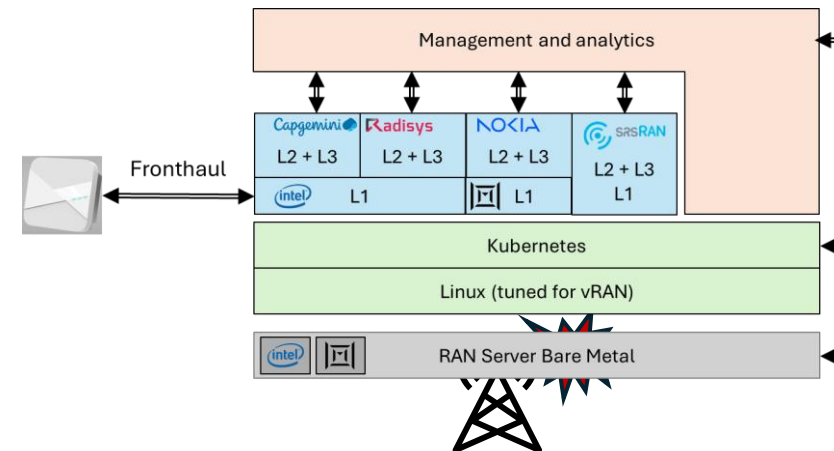 Management and analytics
Capgemini
Radisys
NOKIA
srsRAN
L2 + L3
L2 + L3
L2 + L3
L2 + L3
Fronthaul
intel
L1
L1
L1
Kubernetes
Linux (tuned for vRAN)
intel
RAN Server Bare Metal